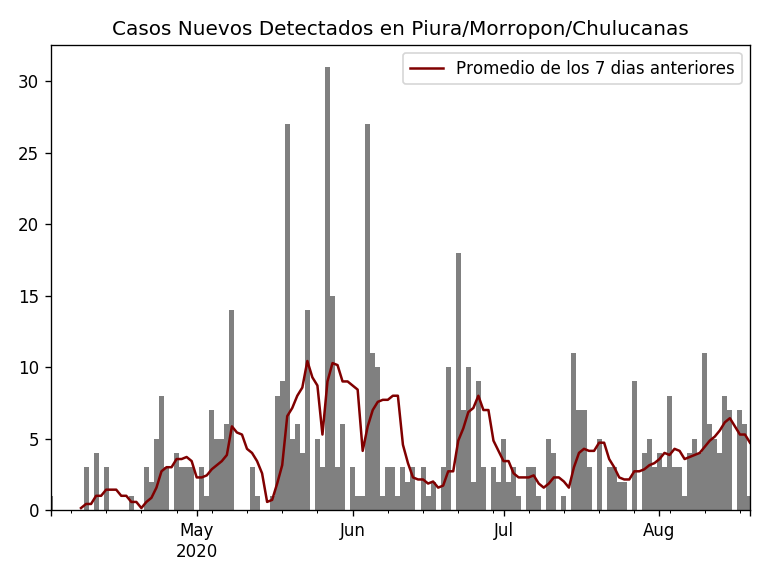 Casos Nuevos Detectados en Piura/Morropon/Chulucanas
Promedio de los 7 dias anteriores
30
25
20
15
10
5
0
May Jun Jul Aug
2020